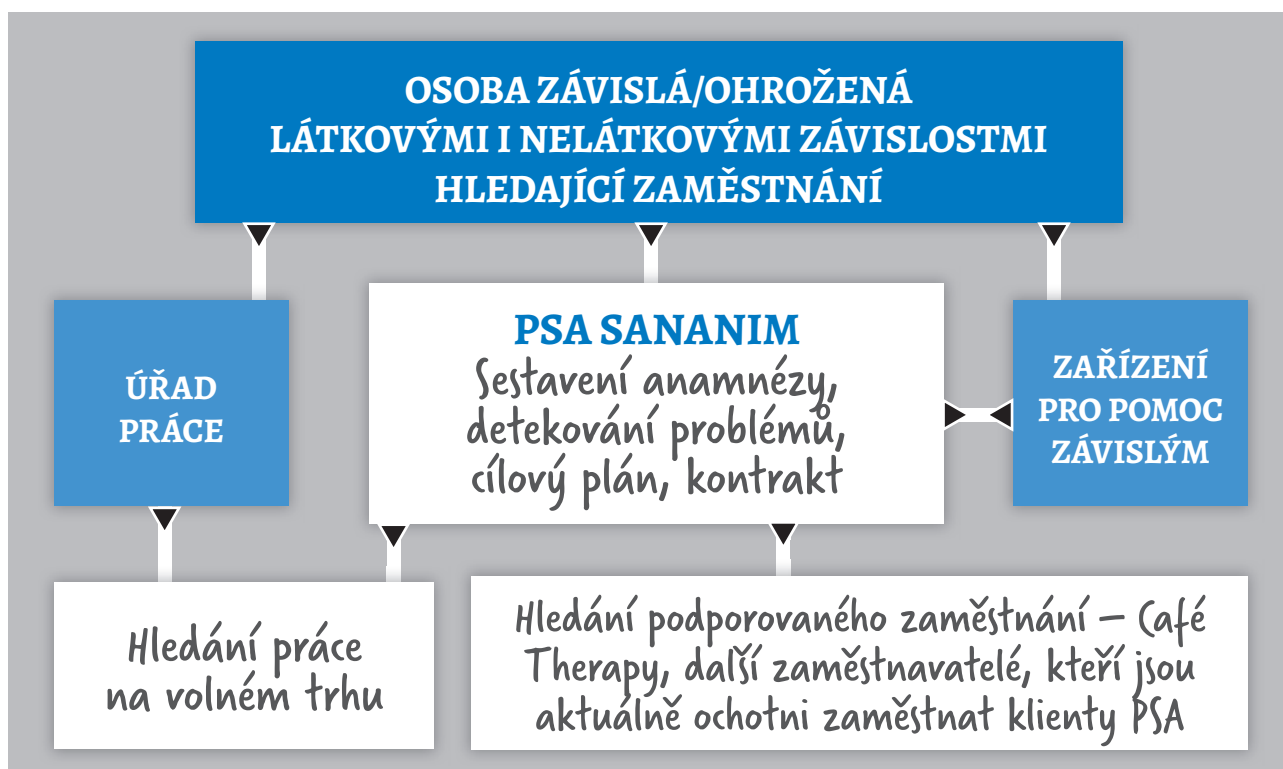 OSOBA ZÁVISLÁ/OHROŽENÁ
LÁTKOVÝMI I NELÁTKOVÝMI ZÁVISLOSTMI
HLEDAJÍCÍ ZAMĚSTNÁNÍ
ÚŘAD
PRÁCE
PSA SANANIM
Sestavení anamnézy,
detekování problémů,
cílový plán, kontrakt
ZAŘÍZENÍ
PRO POMOC
ZÁVISLÝM
Hledání práce
na volném trhu
Hledání podporovaného zaměstnání – Café
Therapy, další zaměstnavatelé, kteří jsou
aktuálně ochotni zaměstnat klienty PSA